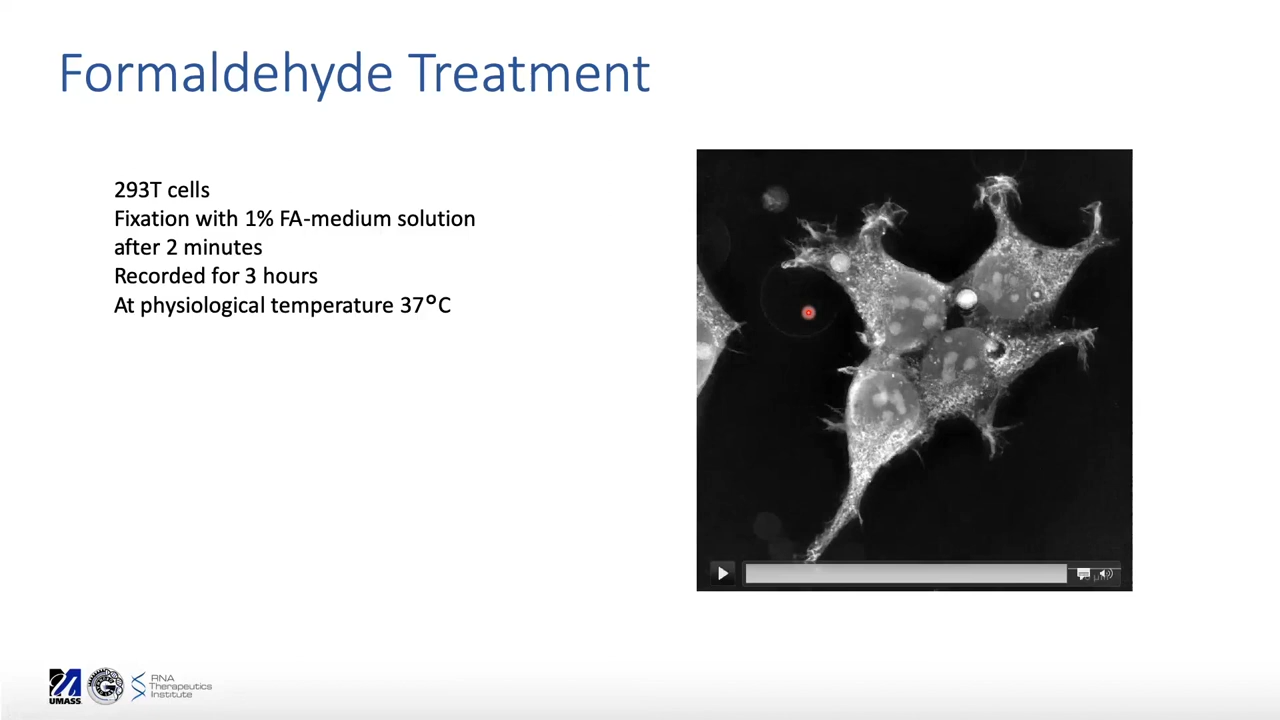 Formaldehyde Treatment
293T cells
Fixation with 1% FA-medium solution
after 2 minutes
Recorded for 3 hours
At physiological temperature 37°C
UMASS
RNA
Therapeutics
Institute